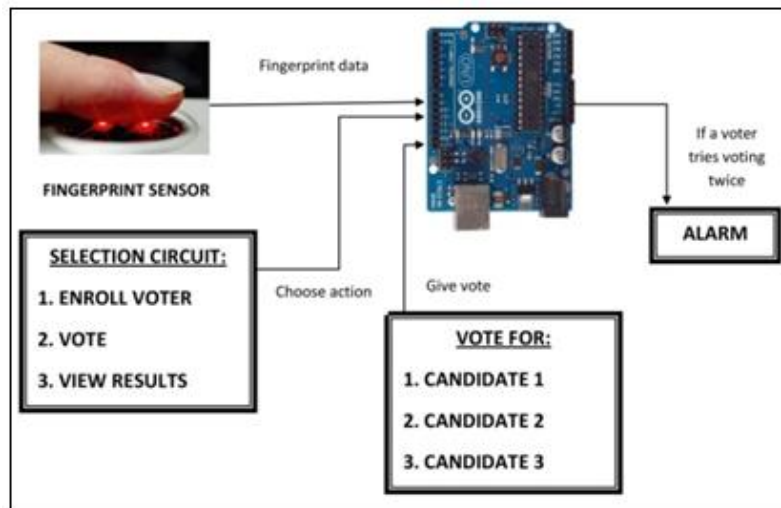 Fingerprint data
FINGERPRINT SENSOR
If a voter
tries voting
twice
ALARM
SELECTION CIRCUIT:
1. ENROLL VOTER
2. VOTE
3. VIEW RESULTS
Choose action
Give vote
VOTE FOR:
1. CANDIDATE 1
2. CANDIDATE 2
3. CANDIDATE 3